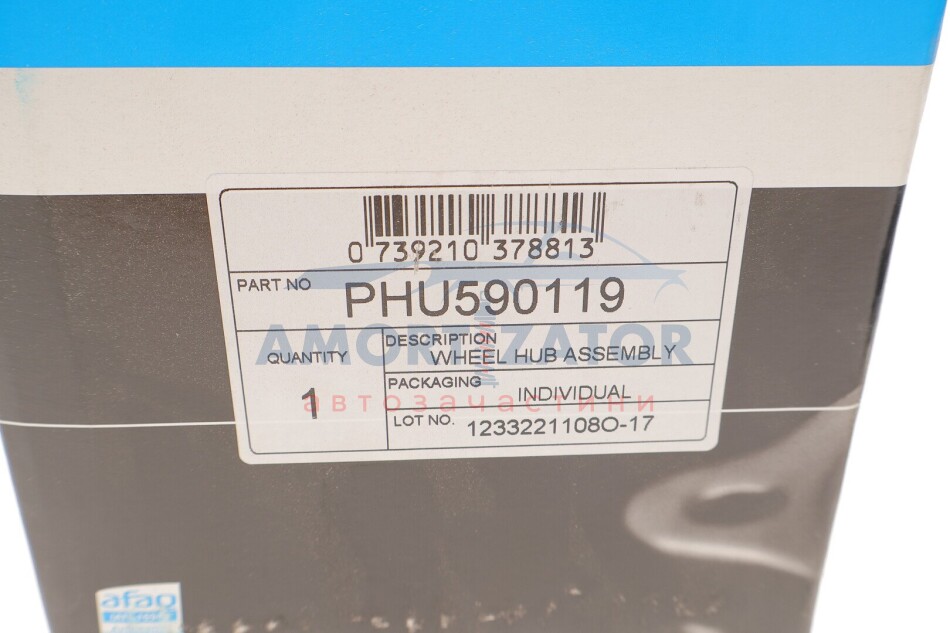 0 739210 378813
PART NO PHU590119
AMORTIZATOR
QUANTITY
1
DESCRIPTION
WHEEL HUB ASSEMBLY
PACKAGING INDIVIDUAL
автозапчастини
LOT NO. 1233221108O-17
afaq